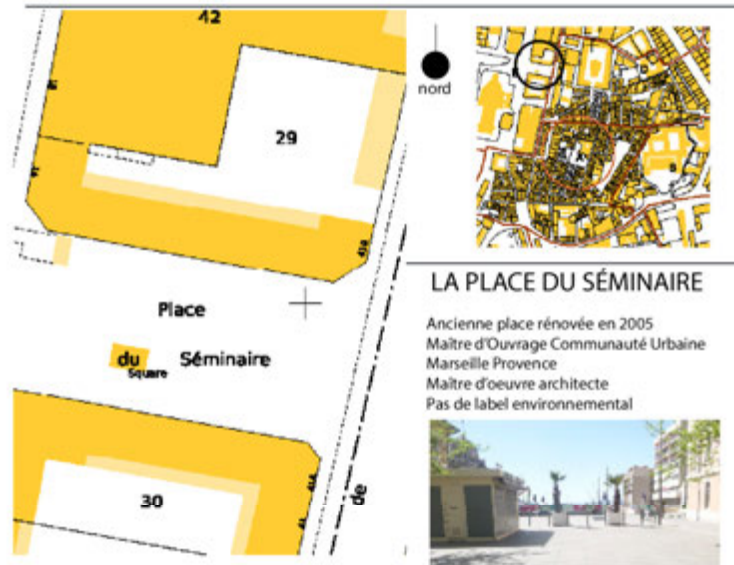 42
nord
29
LA PLACE DU SÉMINAIRE
Ancienne place rénovée en 2005
Maître d'Ouvrage Communauté Urbaine
Marseille Provence
Maître d'oeuvre architecte
Pas de label environnemental
Place
du Séminaire
Square
30
de